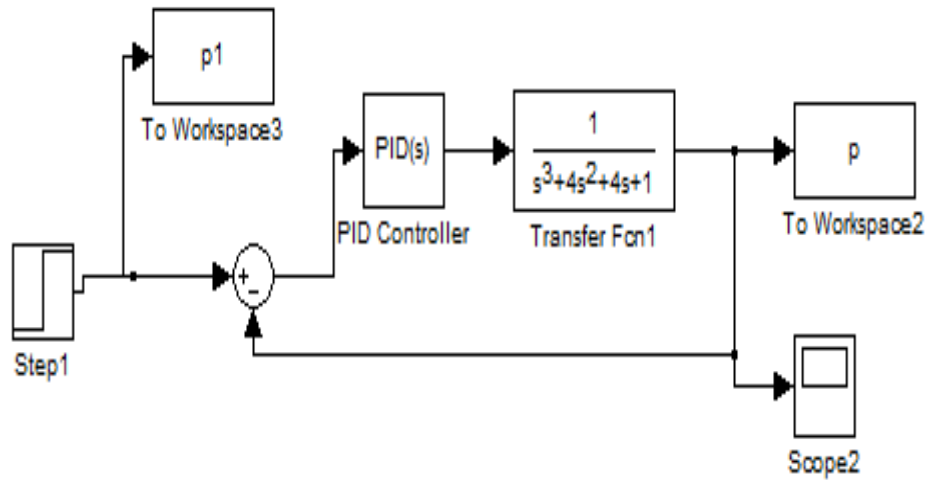 p1
To Workspace3
PID(s)
PID Controller
1
s³+4s²+4s+1
Transfer Fcn1
p
To Workspace2
+
−
Step1
Scope2